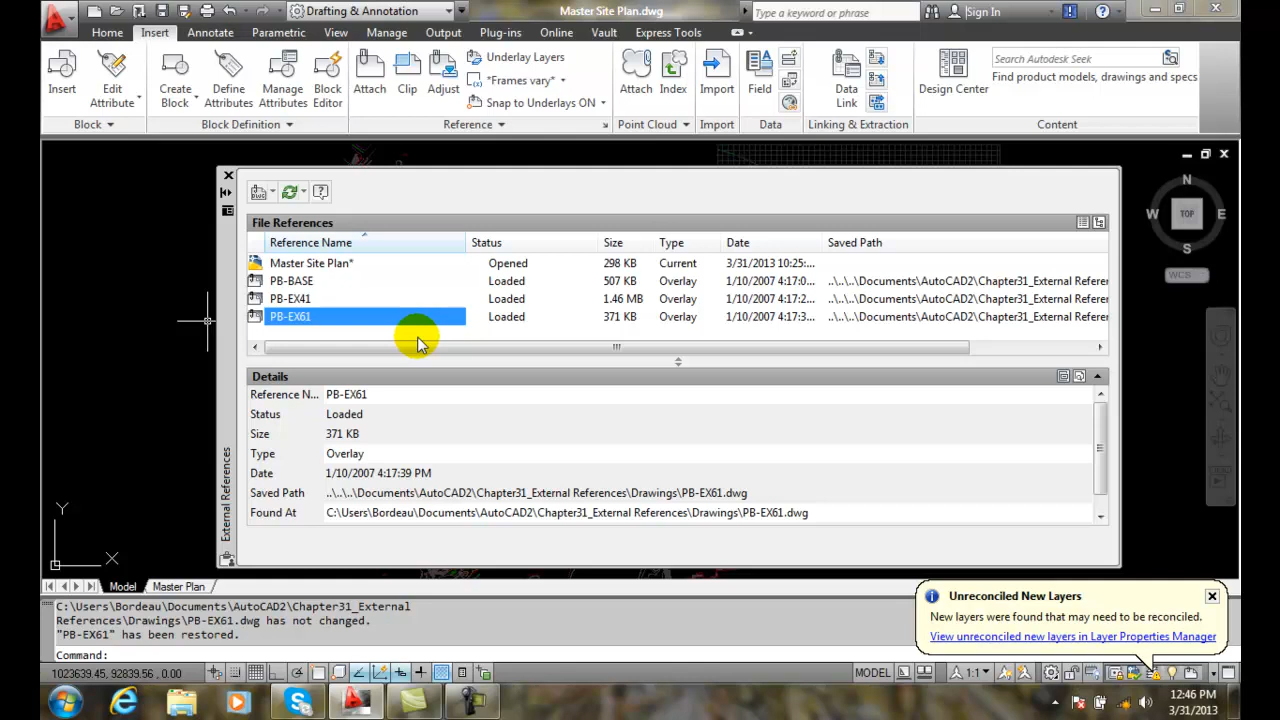 Drafting & Annotation
Master Site Plan.dwg
Type a keyword or phrase
Sign In
Home Insert Annotate Parametric View Manage Output Plug-ins Online Vault Express Tools
Insert
Edit Attribute
Create Block
Define Attributes
Manage Attributes
Block Editor
Attach
Clip
Adjust
Underlay Layers
*Frames vary*
Snap to Underlays ON
Attach
Index
Import
Field
Data Link
Design Center
Search Autodesk Seek
Find product models, drawings and specs
Block
Block Definition
Reference
Point Cloud
Import
Data
Linking & Extraction
Content
N
W TOP E
S
WCS
File References
Reference Name Status Size Type Date Saved Path
Master Site Plan* Opened 298 KB Current 3/31/2013 10:25:...
PB-BASE Loaded 507 KB Overlay 1/10/2007 4:17:0... ..\..\..\Documents\AutoCAD2\Chapter31_External Refere
PB-EX41 Loaded 1.46 MB Overlay 1/10/2007 4:17:2... ..\..\..\Documents\AutoCAD2\Chapter31_External Refere
PB-EX61 Loaded 371 KB Overlay 1/10/2007 4:17:3... ..\..\..\Documents\AutoCAD2\Chapter31_External Refere
Details
Reference N... PB-EX61
Status Loaded
Size 371 KB
Type Overlay
Date 1/10/2007 4:17:39 PM
Saved Path ..\..\..\Documents\AutoCAD2\Chapter31_External References\Drawings\PB-EX61.dwg
Found At C:\Users\Bordeau\Documents\AutoCAD2\Chapter31_External References\Drawings\PB-EX61.dwg
External References
Y
X
Model Master Plan
C:\Users\Bordeau\Documents\AutoCAD2\Chapter31_External
References\Drawings\PB-EX61.dwg has not changed.
"PB-EX61" has been restored.
Command:
Unreconciled New Layers
New layers were found that may need to be reconciled.
View unreconciled new layers in Layer Properties Manager
1023639.45, 92839.56 , 0.00
MODEL
1:1
12:46 PM
3/31/2013